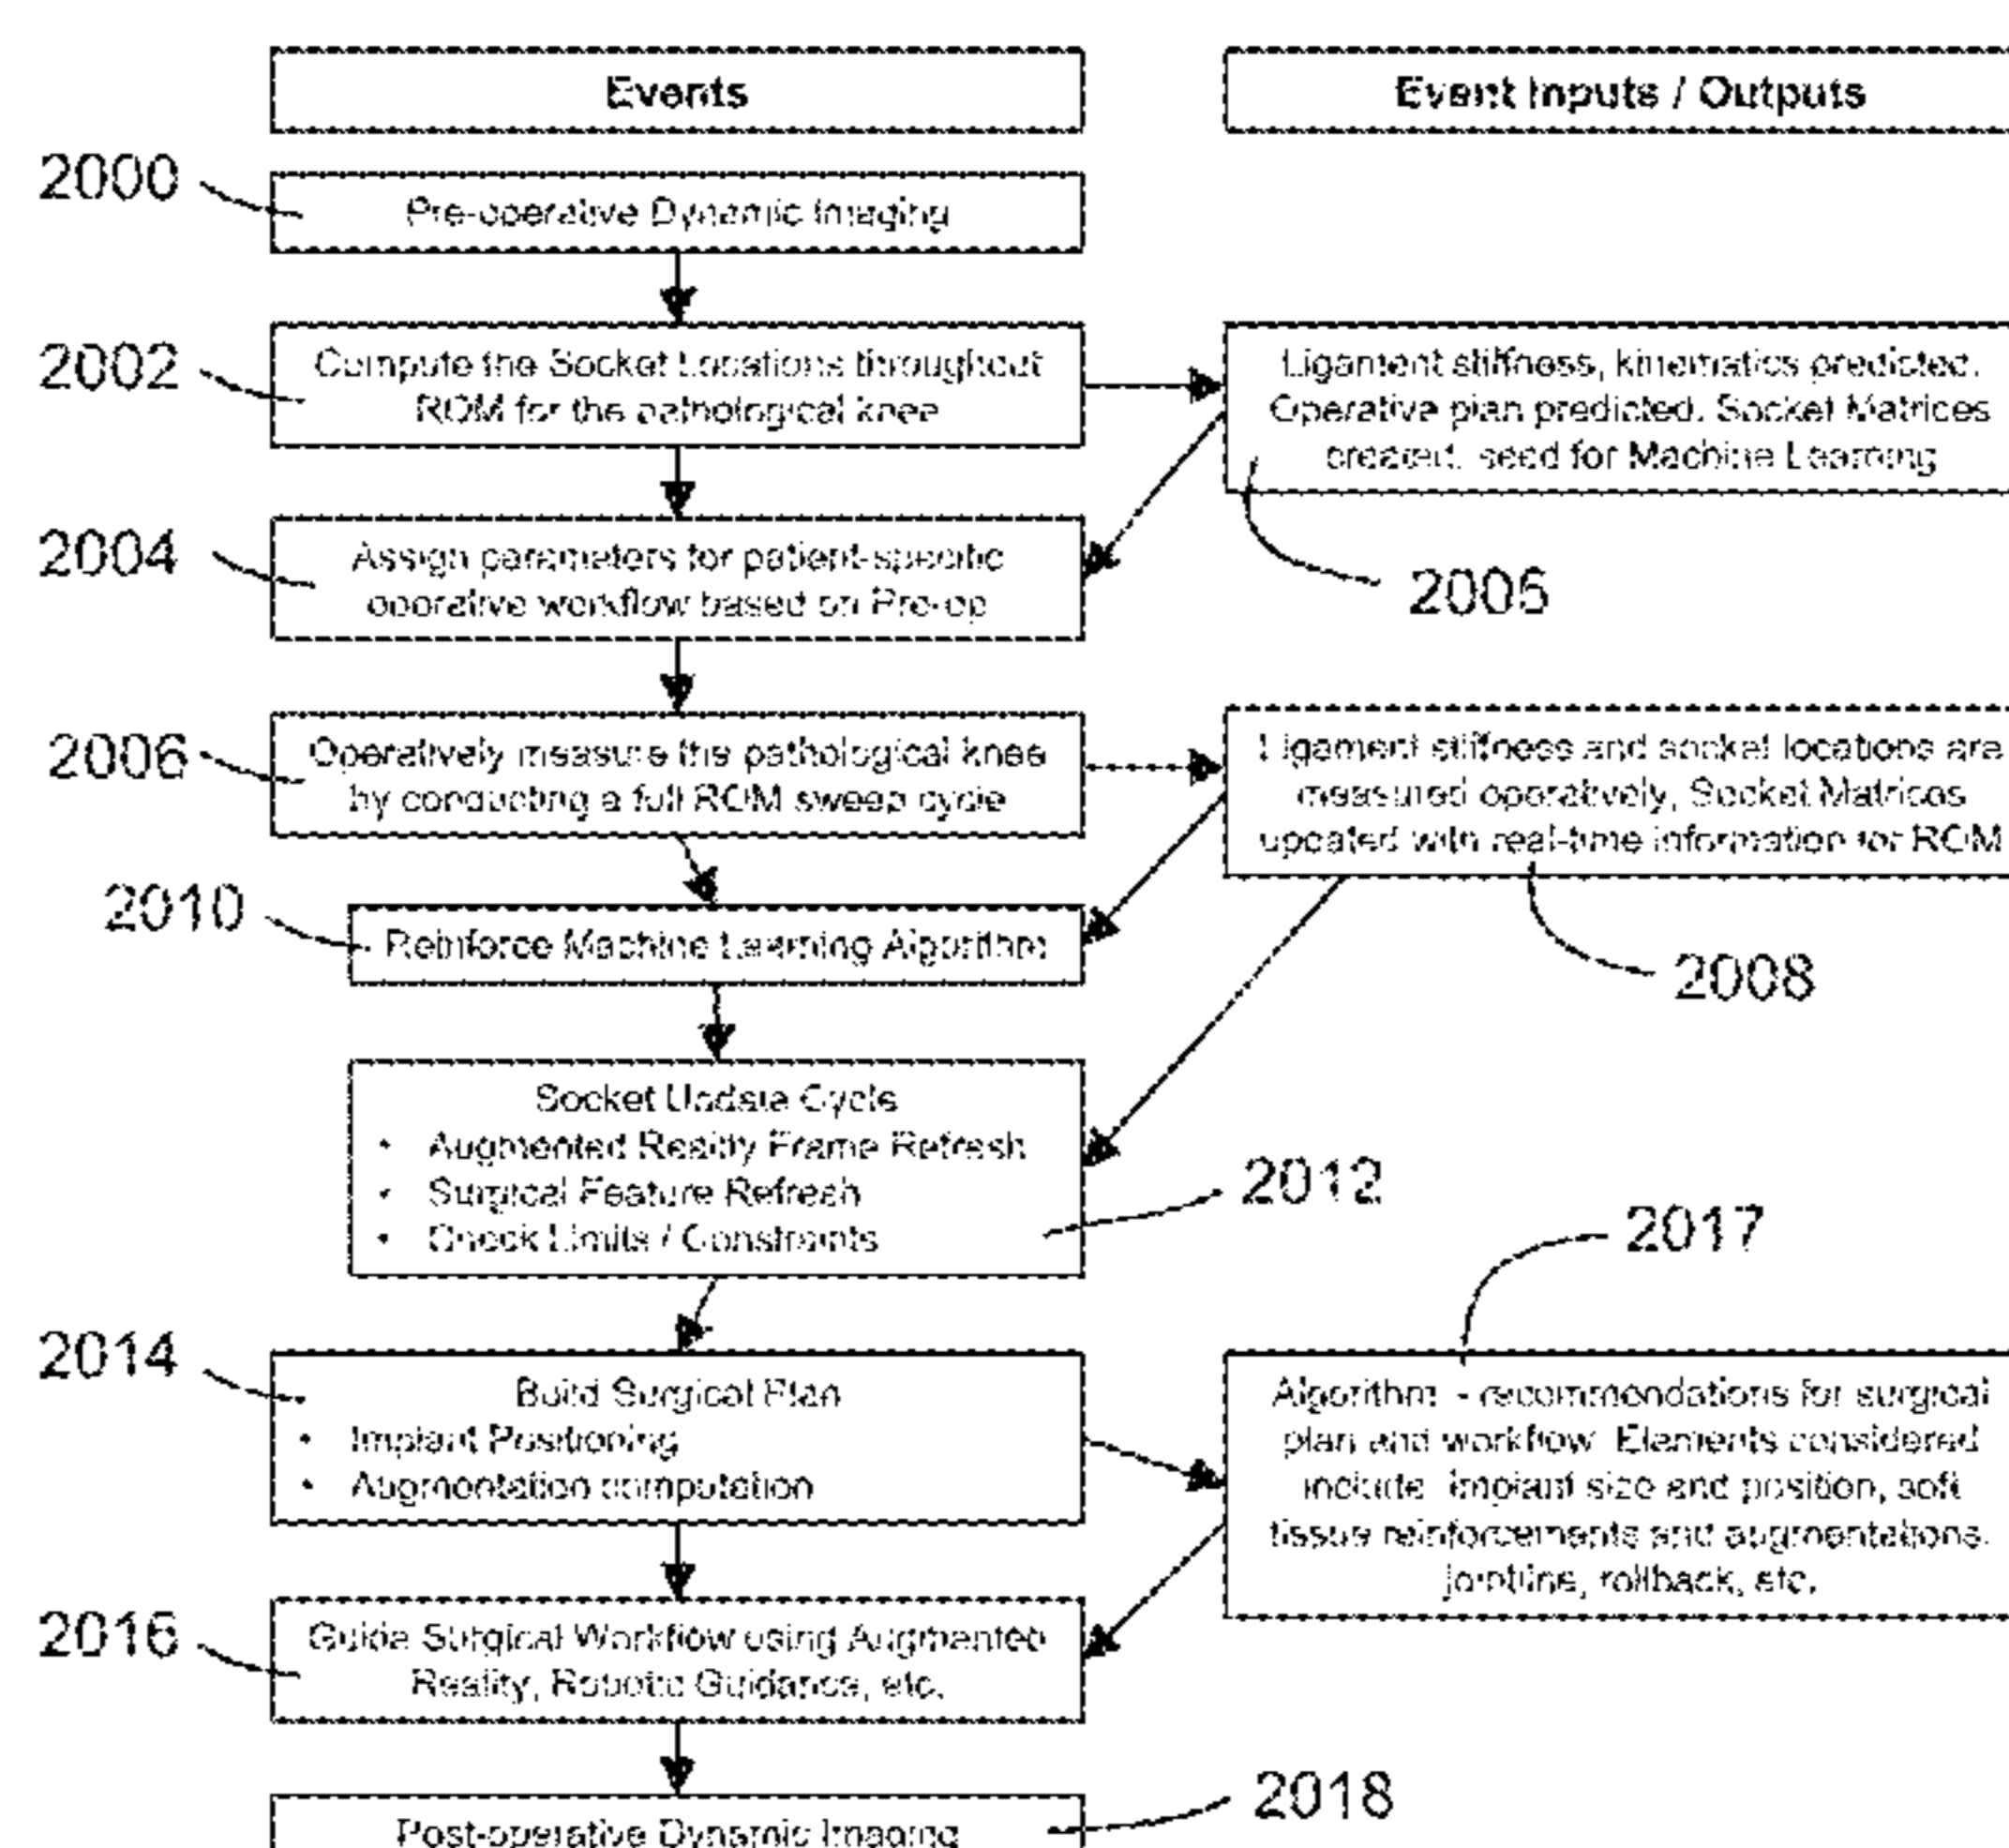 Events
Event Inputs / Outputs
2000
Pre-operative Dynamic Imaging
2002
Compute the Socket Locations throughout
ROM for the pathological knee
Ligament stiffness, kinematics predicted.
Operative plan predicted. Socket Matrices
created, seed for Machine Learning
2005
2004
Assign parameters for patient-specific
operative workflow based on Pre-op
2006
Operatively measure the pathological knee
by conducting a full ROM sweep cycle
Ligament stiffness and socket locations are
measured operatively, Socket Matrices
updated with real-time information for ROM
2008
2010
Reinforce Machine Learning Algorithm
Socket Update Cycle
• Augmented Reality Frame Refresh
• Surgical Feature Refresh
• Check Limits / Constraints
2012
2014
Build Surgical Plan
• Implant Positioning
• Augmentation computation
2017
Algorithm - recommendations for surgical
plan and workflow. Elements considered
include: implant size and position, soft
tissue reinforcements and augmentations,
jointline, rollback, etc.
2016
Guide Surgical Workflow using Augmented
Reality, Robotic Guidance, etc.
Post-operative Dynamic Imaging
2018